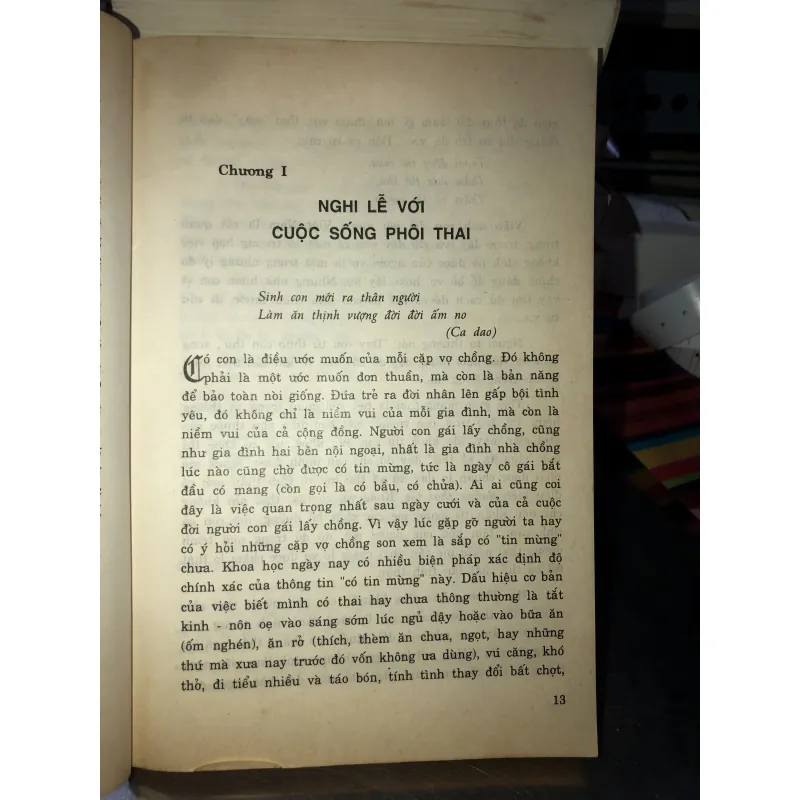 Chương I
NGHI LỄ VỚI
CUỘC SỐNG PHÔI THAI
Sinh con mới ra thân người
Làm ăn thịnh vượng đời đời ấm no
(Ca dao)
Có con là điều ước muốn của mỗi cặp vợ chồng. Đó không
phải là một ước muốn đơn thuần, mà còn là bản năng
để bảo toàn nòi giống. Đứa trẻ ra đời nhân lên gấp bội tình
yêu, đó không chỉ là niềm vui của mỗi gia đình, mà còn là
niềm vui của cả cộng đồng. Người con gái lấy chồng, cũng
như gia đình hai bên nội ngoại, nhất là gia đình nhà chồng
lúc nào cũng chờ được có tin mừng, tức là ngày cô gái bắt
đầu có mang (còn gọi là có bầu, có chửa). Ai ai cũng coi
đây là việc quan trọng nhất sau ngày cưới và của cả cuộc
đời người con gái lấy chồng. Vì vậy lúc gặp gỡ người ta hay
có ý hỏi những cặp vợ chồng son xem là sắp có "tin mừng"
chưa. Khoa học ngày nay có nhiều biện pháp xác định độ
chính xác của thông tin "có tin mừng" này. Dấu hiệu cơ bản
của việc biết mình có thai hay chưa thông thường là tắt
kinh - nôn oẹ vào sáng sớm lúc ngủ dậy hoặc vào bữa ăn
(ốm nghén), ăn rở (thích, thèm ăn chua, ngọt, hay những
thứ mà xưa nay trước đó vốn không ưa dùng), vú căng, khó
thở, đi tiểu nhiều và táo bón, tính tình thay đổi bất chợt,
13